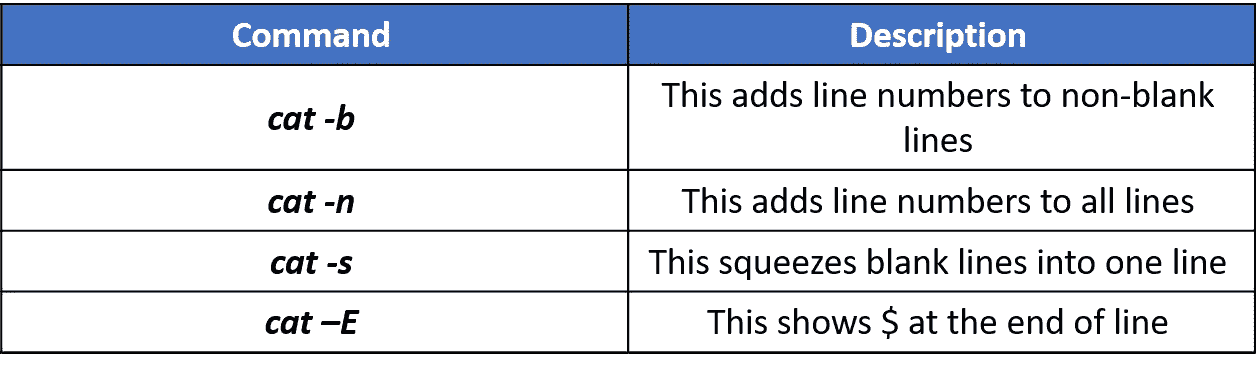 Command Description
cat -b This adds line numbers to non-blank
lines
cat -n This adds line numbers to all lines
cat -s This squeezes blank lines into one line
cat –E This shows $ at the end of line